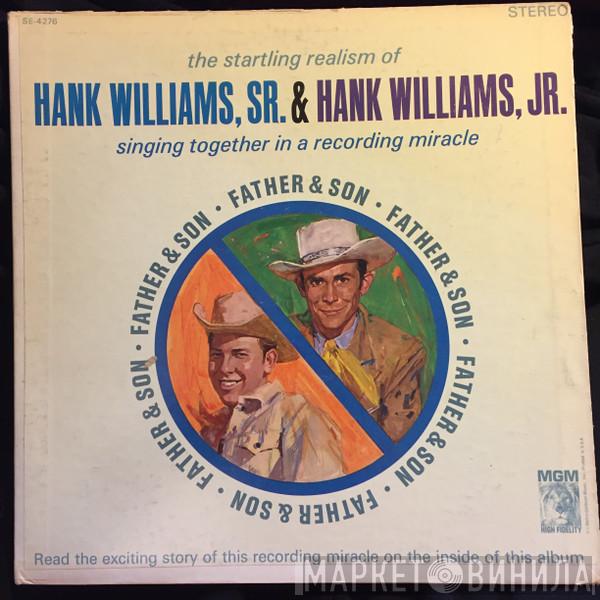 SE-4276
STEREO
the startling realism of
HANK WILLIAMS, SR. & HANK WILLIAMS, JR.
singing together in a recording miracle
FATHER & SON • FATHER & SON • FATHER & SON • FATHER & SON • FATHER & SON • FATHER & SON •
MGM
HIGH FIDELITY
Read the exciting story of this recording miracle on the inside of this album
МАРКЕТ ВИНИЛА